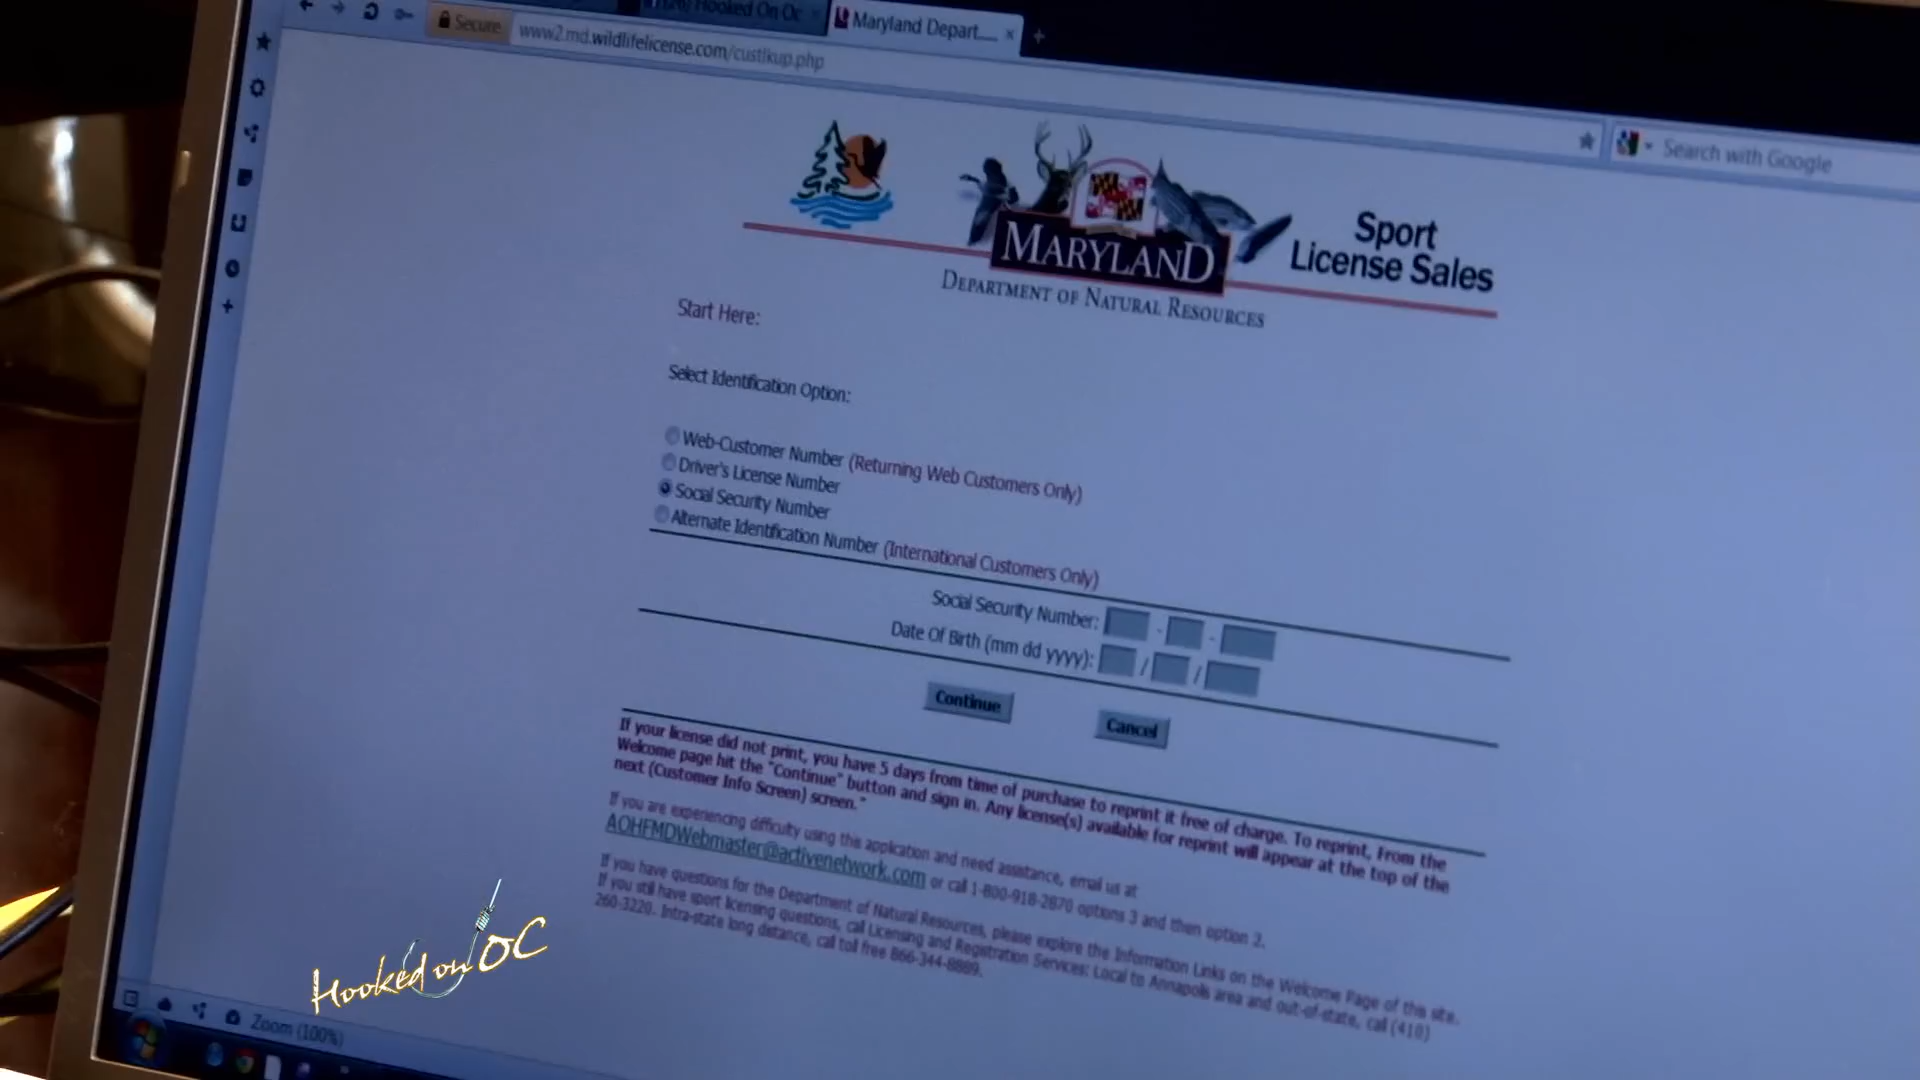 Hooked On Oc
Maryland Depart...
Secure
www2.md.wildlifelicense.com/custlkup.php
Search with Google
Sport
License Sales
MARYLAND
DEPARTMENT OF NATURAL RESOURCES
Start Here:
Select Identification Option:
Web-Customer Number (Returning Web Customers Only)
Driver's License Number
Social Security Number
Alternate Identification Number (International Customers Only)
Social Security Number: - -
Date Of Birth (mm dd yyyy): / /
Continue
Cancel
If your license did not print, you have 5 days from time of purchase to reprint it free of charge. To reprint, From the
Welcome page hit the "Continue" button and sign in. Any license(s) available for reprint will appear at the top of the
next (Customer Info Screen) screen."
If you are experiencing difficulty using this application and need assistance, email us at
AOHFMDWebmaster@activenetwork.com or call 1-800-918-2870 options 3 and then option 2.
If you have questions for the Department of Natural Resources, please explore the Information Links on the Welcome Page of this site.
If you still have sport licensing questions, call Licensing and Registration Services: Local to Annapolis area and out-of-state, call (410)
260-3220. Intra-state long distance, call toll free 866-344-8889.
Hooked on OC
Zoom (100%)